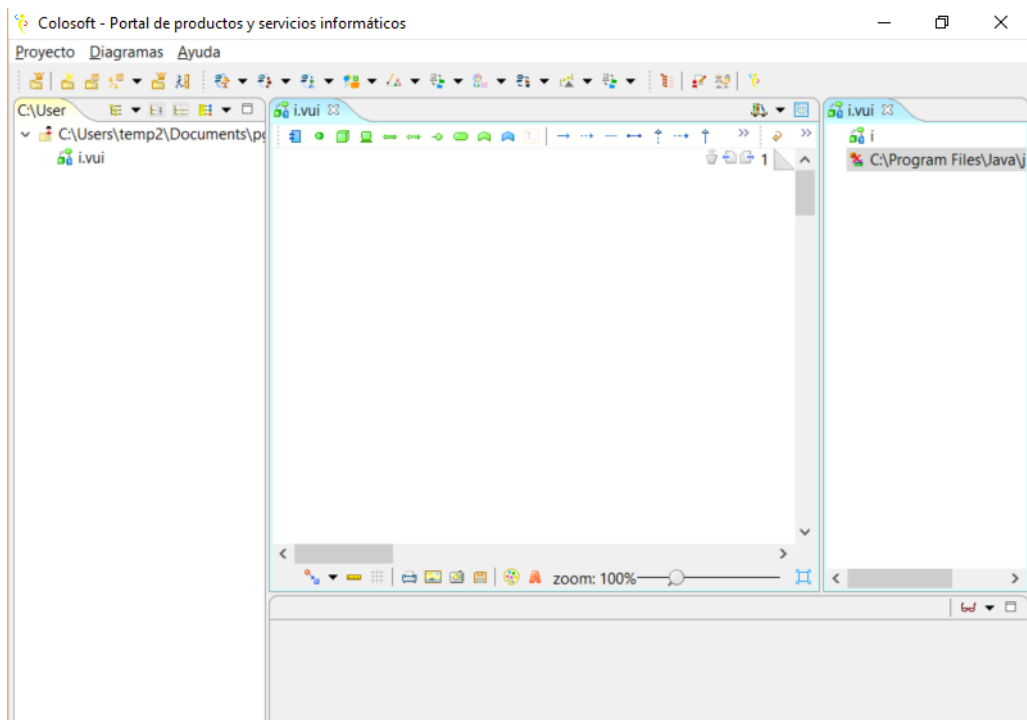 Colosoft - Portal de productos y servicios informáticos
Proyecto Diagramas Ayuda
C:\User
i.vui
i.vui
C:\Users\temp2\Documents\p
i.vui
1
i
C:\Program Files\Java\j
zoom: 100%